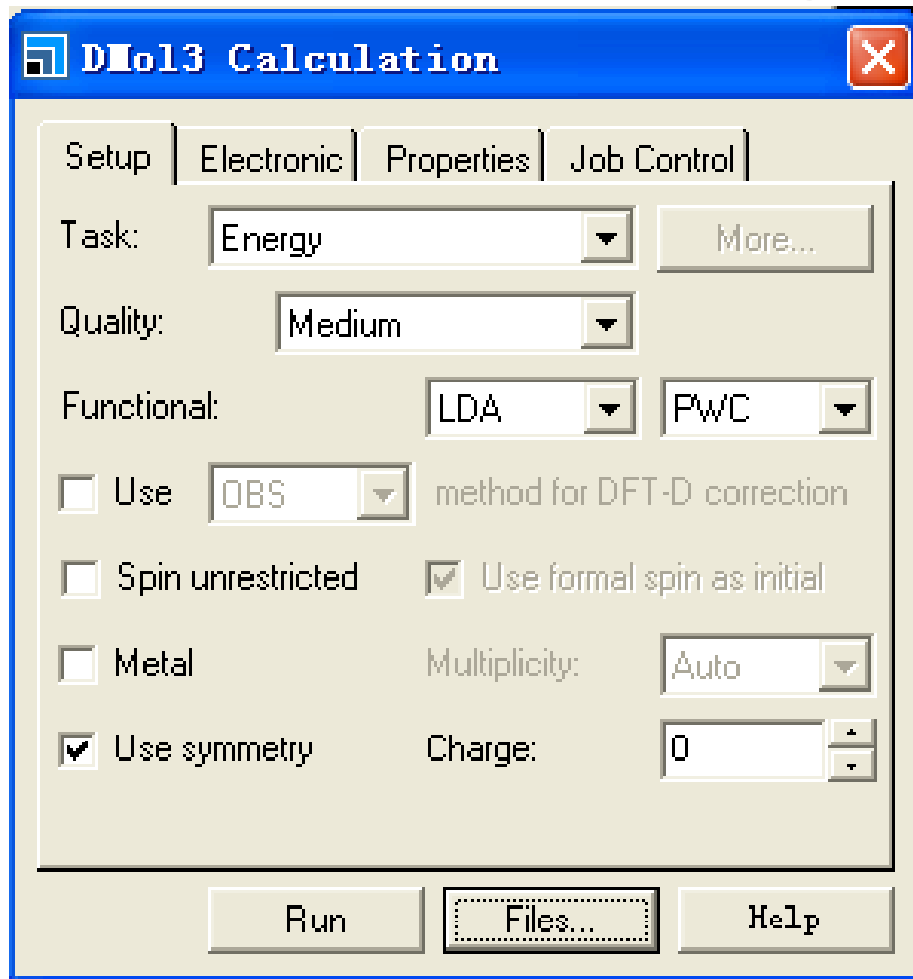 DMol3 Calculation
Setup Electronic Properties Job Control
Task: Energy More...
Quality: Medium
Functional: LDA PWC
Use OBS method for DFT-D correction
Spin unrestricted Use formal spin as initial
Metal Multiplicity: Auto
Use symmetry Charge: 0
Run Files... Help